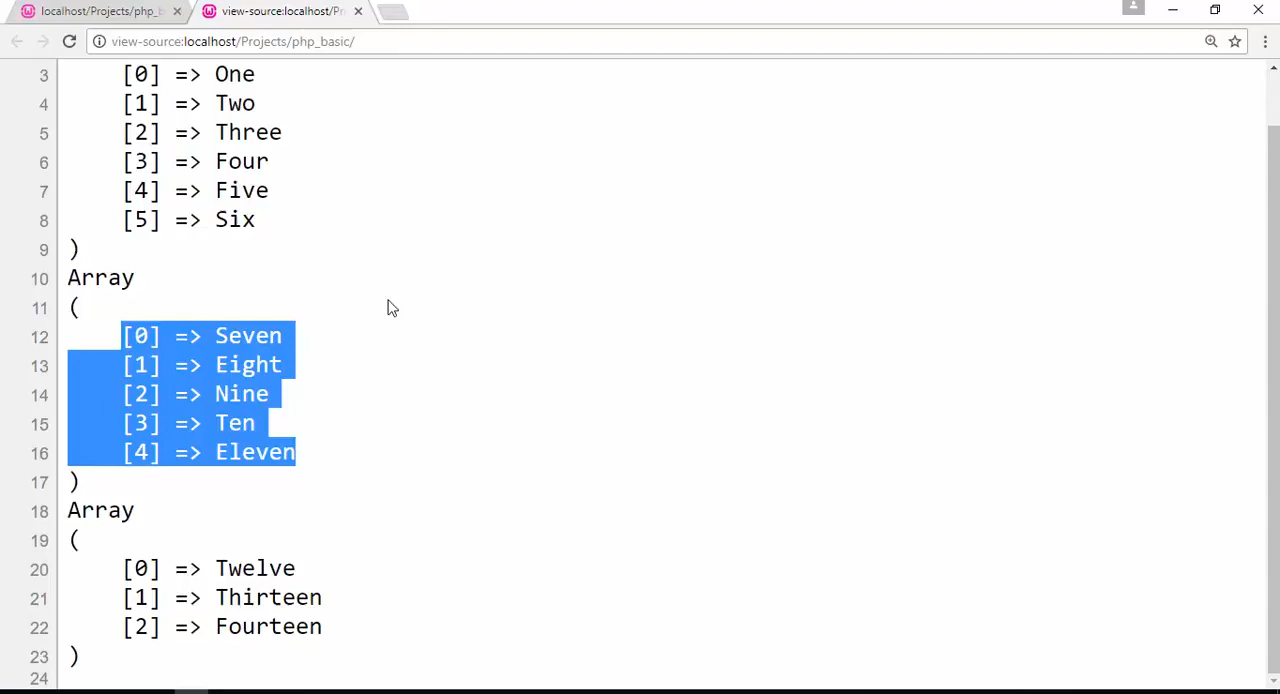 localhost/Projects/php_b
view-source:localhost/Pr
view-source:localhost/Projects/php_basic/
3 [0] => One
4 [1] => Two
5 [2] => Three
6 [3] => Four
7 [4] => Five
8 [5] => Six
9 )
10 Array
11 (
12 [0] => Seven
13 [1] => Eight
14 [2] => Nine
15 [3] => Ten
16 [4] => Eleven
17 )
18 Array
19 (
20 [0] => Twelve
21 [1] => Thirteen
22 [2] => Fourteen
23 )
24